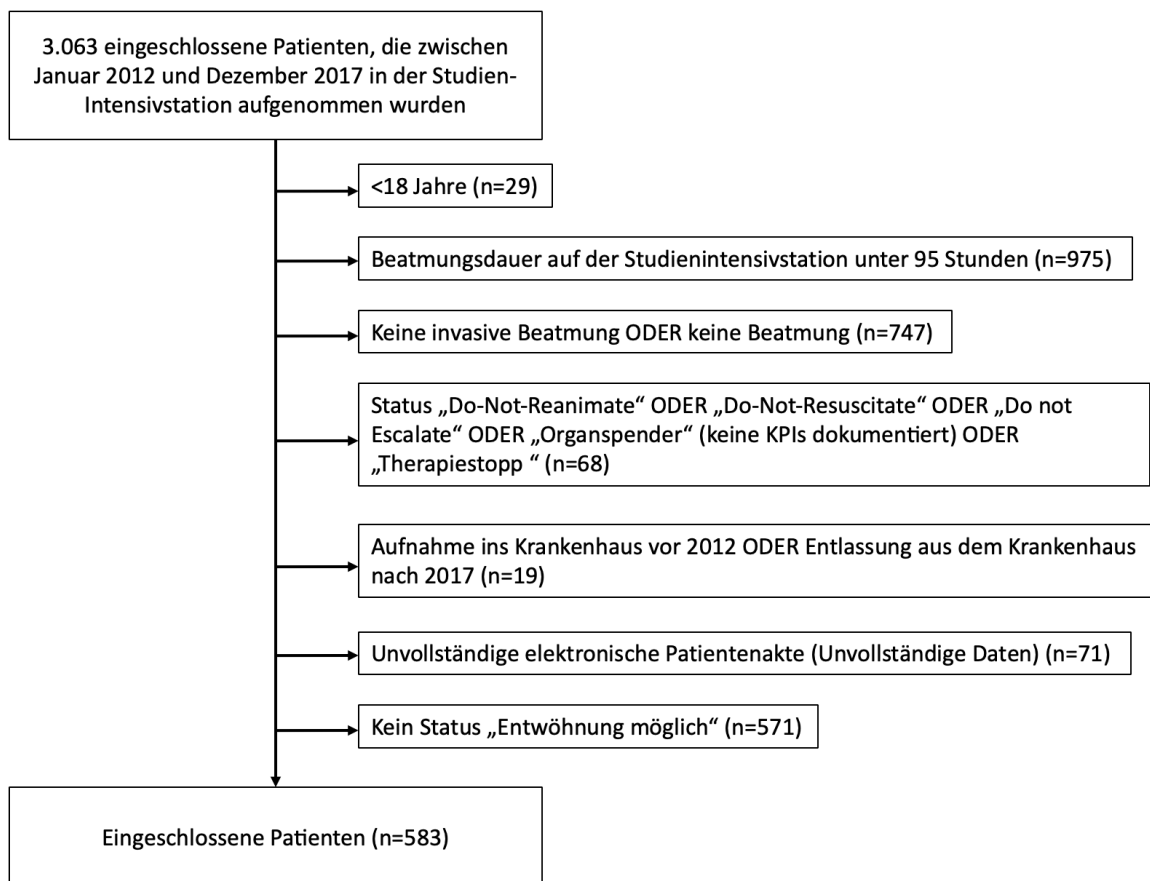 3.063 eingeschlossene Patienten, die zwischen
Januar 2012 und Dezember 2017 in der Studien-
Intensivstation aufgenommen wurden
<18 Jahre (n=29)
Beatmungsdauer auf der Studienintensivstation unter 95 Stunden (n=975)
Keine invasive Beatmung ODER keine Beatmung (n=747)
Status „Do-Not-Reanimate“ ODER „Do-Not-Resuscitate“ ODER „Do not
Escalate“ ODER „Organspender“ (keine KPIs dokumentiert) ODER
„Therapiestopp “ (n=68)
Aufnahme ins Krankenhaus vor 2012 ODER Entlassung aus dem Krankenhaus
nach 2017 (n=19)
Unvollständige elektronische Patientenakte (Unvollständige Daten) (n=71)
Kein Status „Entwöhnung möglich“ (n=571)
Eingeschlossene Patienten (n=583)